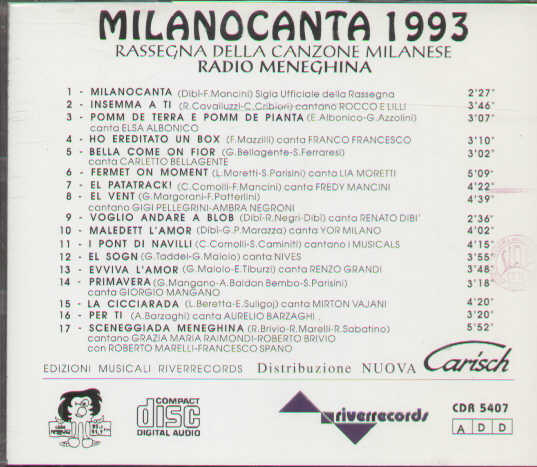 MILANOCANTA 1993
RASSEGNA DELLA CANZONE MILANESE
RADIO MENEGHINA
1 - MILANOCANTA (Dibi-F.Mancini) Sigla Ufficiale della Rassegna 2'27"
2 - INSEMMA A TI (R.Cavalluzzi-C.Cribiori) cantano ROCCO E LILLI 3'46"
3 - POMM DE TERRA E POMM DE PIANTA (E.Albonico-G.Azzolini) 3'07"
canta ELSA ALBONICO
4 - HO EREDITATO UN BOX (F.Mazzilli) canta FRANCO FRANCESCO 3'10"
5 - BELLA COME ON FIOR (G.Bellagente-S.Ferraresi) 3'02"
canta CARLETTO BELLAGENTE
6 - FERMET ON MOMENT (L.Moretti-S.Parisini) canta LIA MORETTI 5'09"
7 - EL PATATRACK! (C.Comolli-F.Mancini) canta FREDY MANCINI 4'22"
8 - EL VENT (G.Margorani-F.Patterlini) 4'39"
cantano GIGI PELLEGRINI-AMBRA NEGRONI
9 - VOGLIO ANDARE A BLOB (Dibi-R.Negri-Dibi) canta RENATO DIBI' 2'36"
10 - MALEDETT L'AMOR (Dibi-G.P.Marazza) canta YOR MILANO 4'02"
11 - I PONT DI NAVILLI (C.Comolli-S.Caminiti) cantano i MUSICALS 4'15"
12 - EL SOGN (G.Taddei-G.Maiolo) canta NIVES 3'55"
13 - EVVIVA L'AMOR (G.Maiolo-E.Tiburzi) canta RENZO GRANDI 3'48"
14 - PRIMAVERA (G.Mangano-A.Baldan Bembo-S.Parisini) 3'18"
canta GIORGIO MANGANO
15 - LA CICCIARADA (L.Beretta-E.Suligoj) canta MIRTON VAJANI 4'20"
16 - PER TI (A.Barzaghi) canta AURELIO BARZAGHI 3'20"
17 - SCENEGGIADA MENEGHINA (R.Brivio-R.Marelli-R.Sabatino) 5'52"
cantano GRAZIA MARIA RAIMONDI-ROBERTO BRIVIO
con ROBERTO MARELLI-FRANCESCO SPANO
EDIZIONI MUSICALI RIVERRECORDS Distribuzione NUOVA Carisch
COMPACT
disc
DIGITAL AUDIO
riverrecords
CDR 5407
A D D